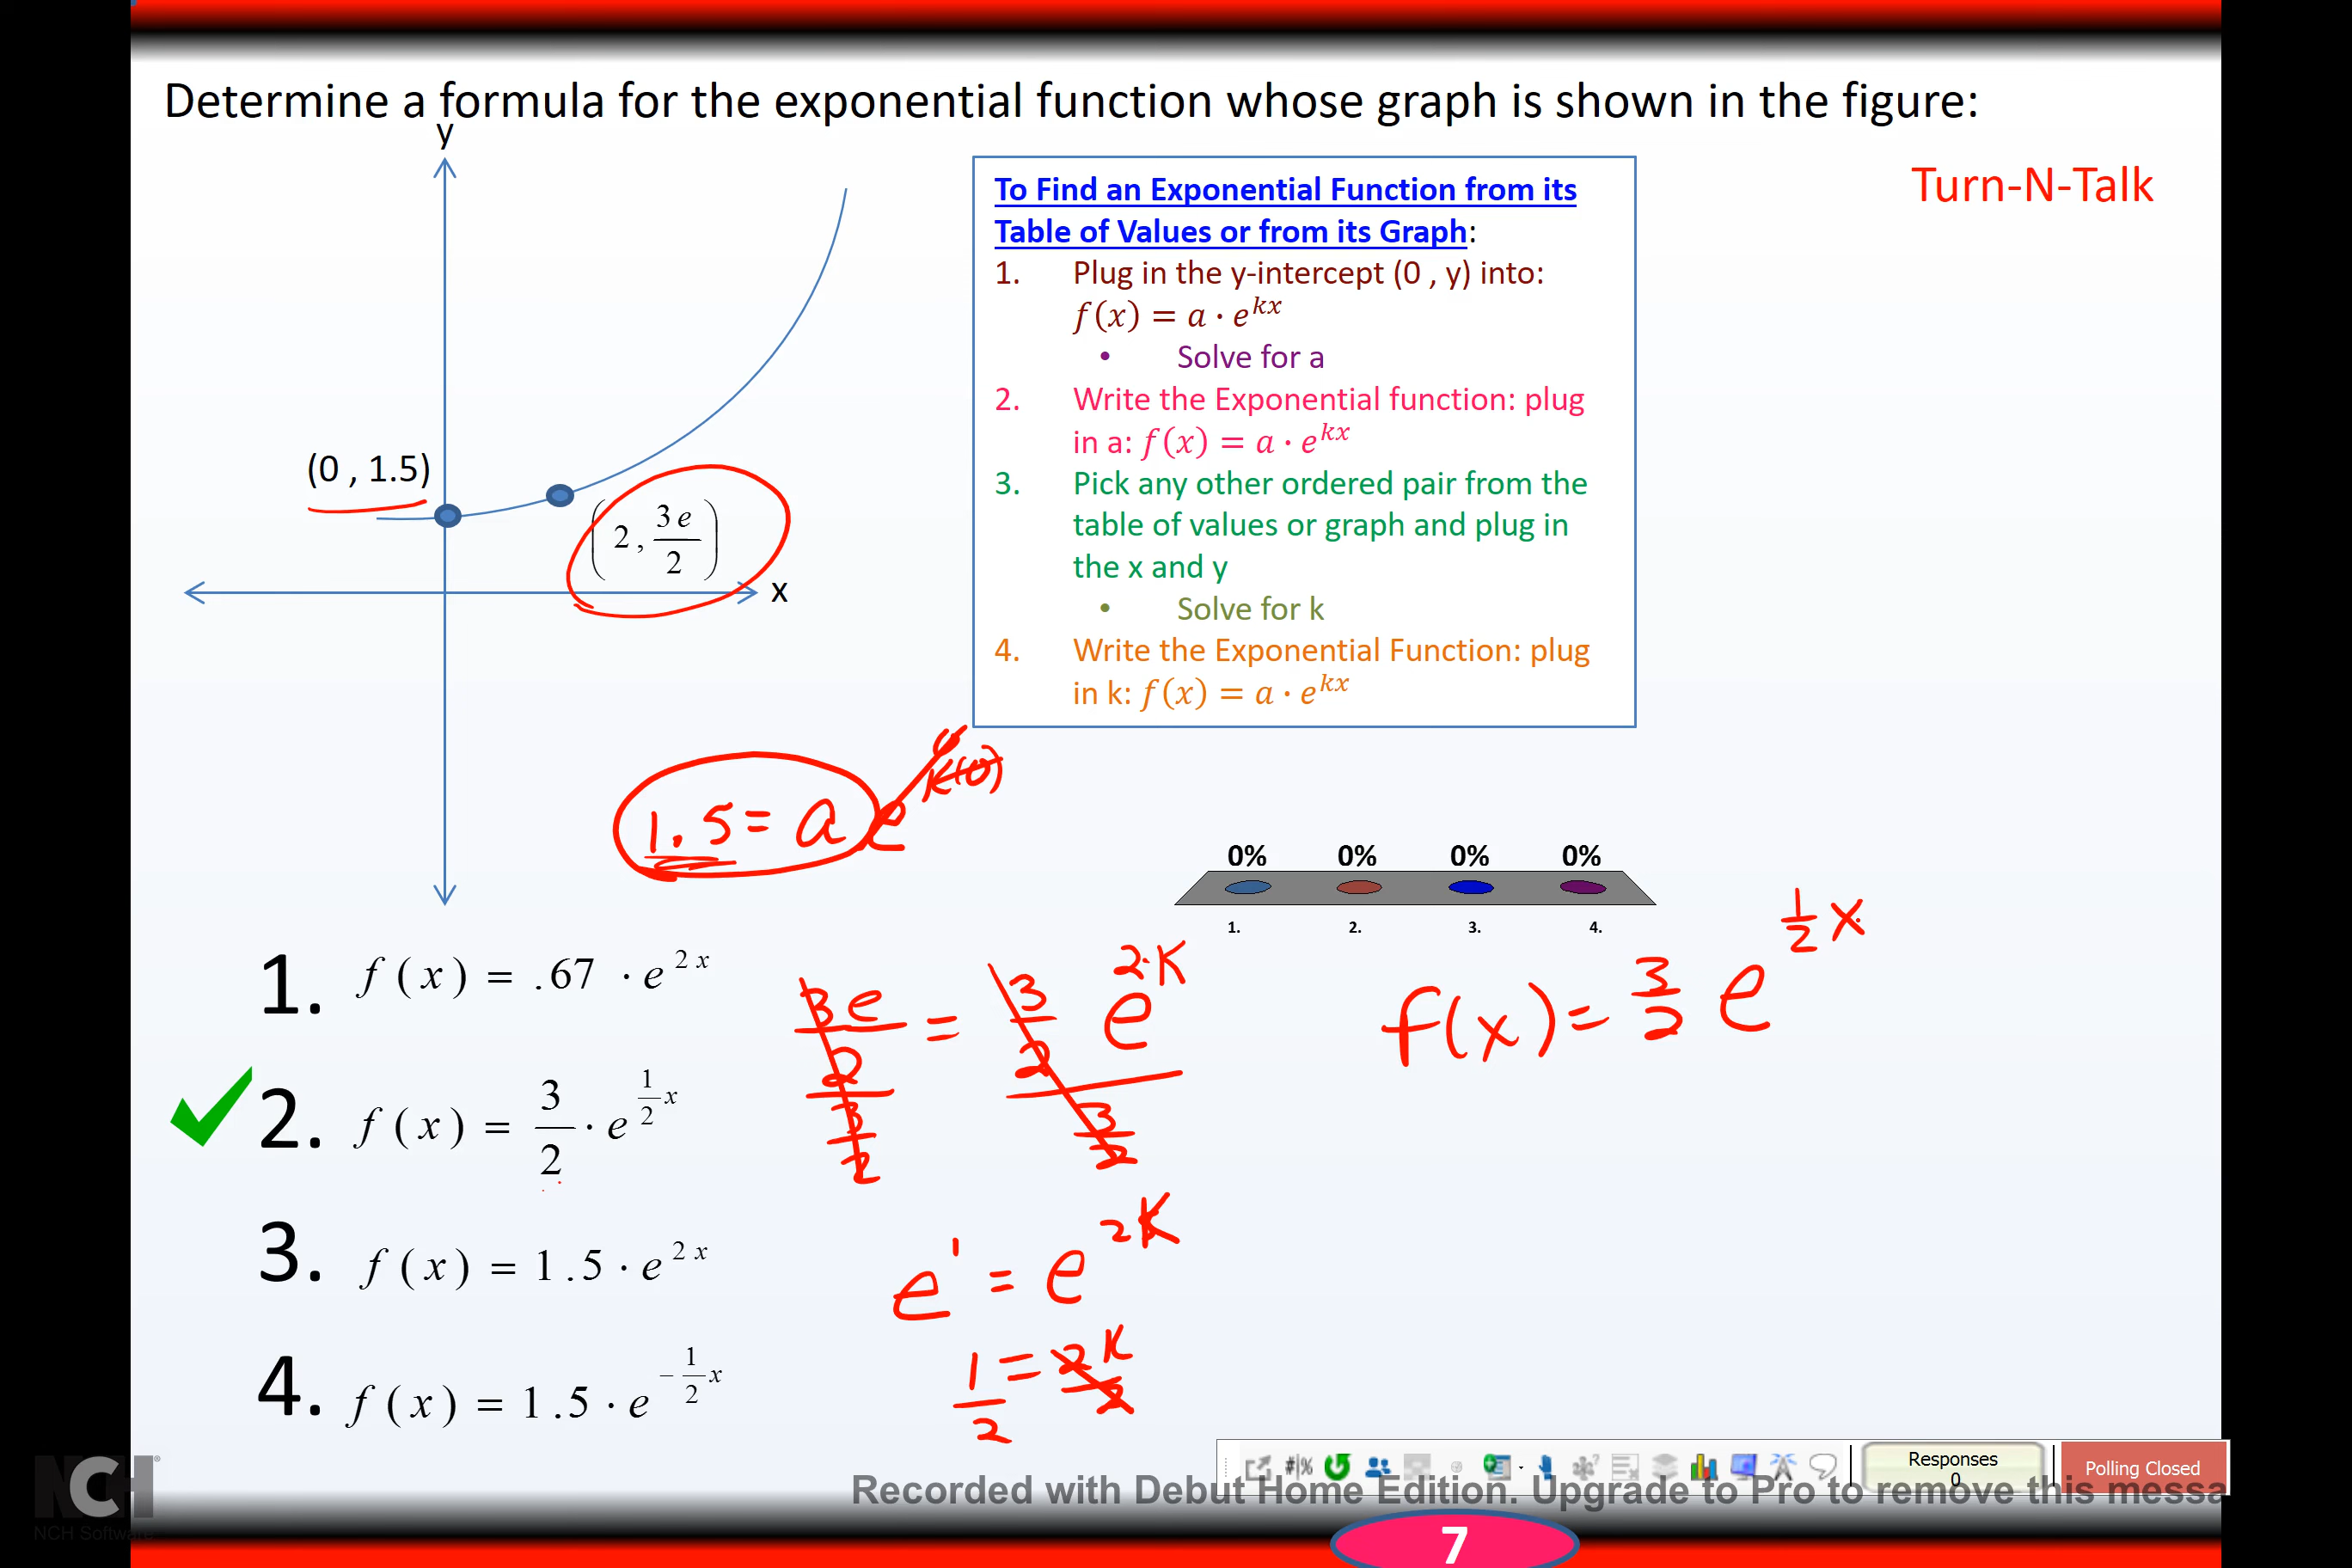 Determine a formula for the exponential function whose graph is shown in the figure:
Turn-N-Talk
y
(0 , 1.5)
(2 , 3e/2)
x
To Find an Exponential Function from its
Table of Values or from its Graph:
1. Plug in the y-intercept (0 , y) into:
f(x) = a · e^{kx}
• Solve for a
2. Write the Exponential function: plug
in a: f(x) = a · e^{kx}
3. Pick any other ordered pair from the
table of values or graph and plug in
the x and y
• Solve for k
4. Write the Exponential Function: plug
in k: f(x) = a · e^{kx}
1.5 = a e^{K(0)}
0% 0% 0% 0%
1. 2. 3. 4.
1. f(x) = .67 · e^{2x}
2. f(x) = 3/2 · e^{1/2 x}
3. f(x) = 1.5 · e^{2x}
4. f(x) = 1.5 · e^{-1/2 x}
3e/2 / 3/2 = 3/2 e^{2·K} / 3/2
e^1 = e^{2K}
1/2 = 2K/2
f(x) = 3/2 e^{1/2 x}
#|%
Responses
0
Polling Closed
Recorded with Debut Home Edition. Upgrade to Pro to remove this messa
NCH
NCH Software
7